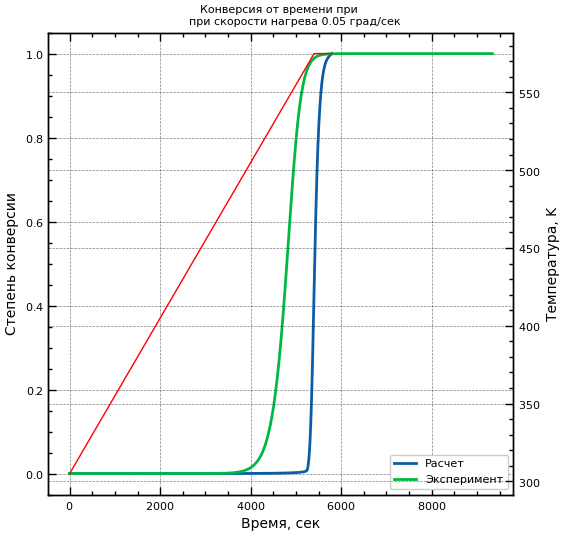 Конверсия от времени при
при скорости нагрева 0.05 град/сек
1.0
0.8
0.6
0.4
0.2
0.0
Степень конверсии
550
500
450
400
350
300
Температура, K
Расчет
Эксперимент
0 2000 4000 6000 8000
Время, сек